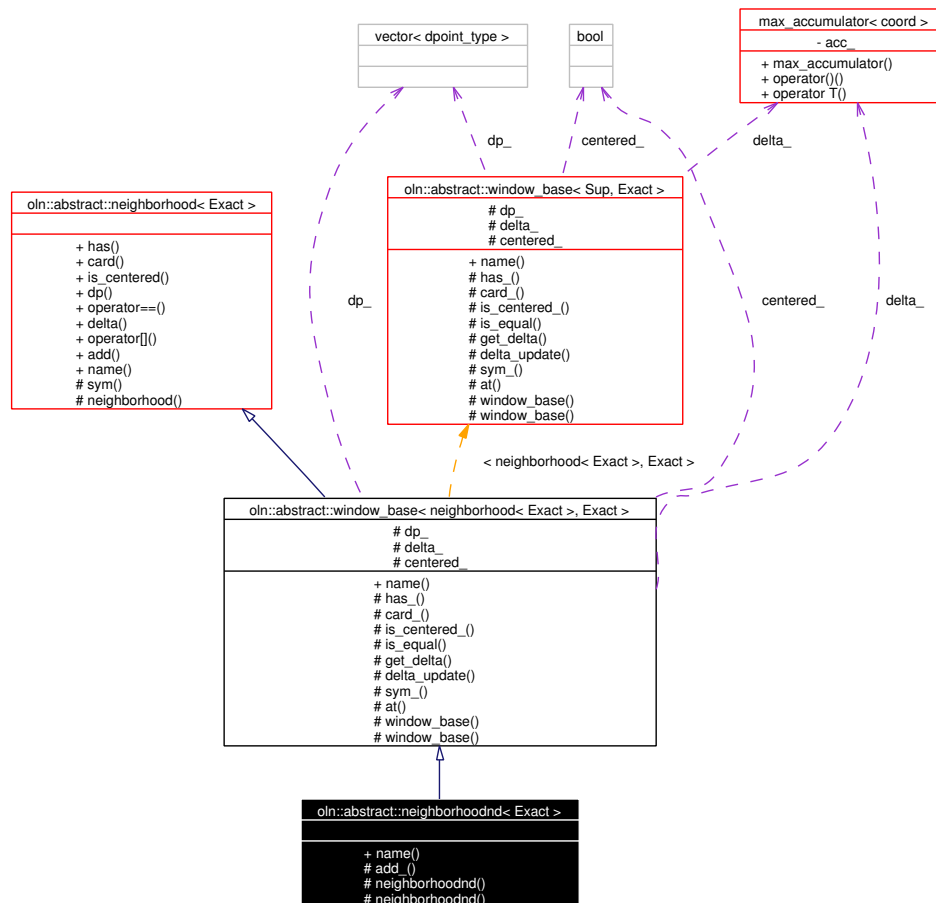 vector< dpoint_type >
bool
max_accumulator< coord >
- acc_
+ max_accumulator()
+ operator()()
+ operator T()
dp_
centered_
delta_
oln::abstract::neighborhood< Exact >
+ has()
+ card()
+ is_centered()
+ dp()
+ operator==()
+ delta()
+ operator[]()
+ add()
+ name()
# sym()
# neighborhood()
oln::abstract::window_base< Sup, Exact >
# dp_
# delta_
# centered_
+ name()
# has_()
# card_()
# is_centered_()
# is_equal()
# get_delta()
# delta_update()
# sym_()
# at()
# window_base()
# window_base()
dp_
centered_
delta_
< neighborhood< Exact >, Exact >
oln::abstract::window_base< neighborhood< Exact >, Exact >
# dp_
# delta_
# centered_
+ name()
# has_()
# card_()
# is_centered_()
# is_equal()
# get_delta()
# delta_update()
# sym_()
# at()
# window_base()
# window_base()
oln::abstract::neighborhoodnd< Exact >
+ name()
# add_()
# neighborhoodnd()
# neighborhoodnd()